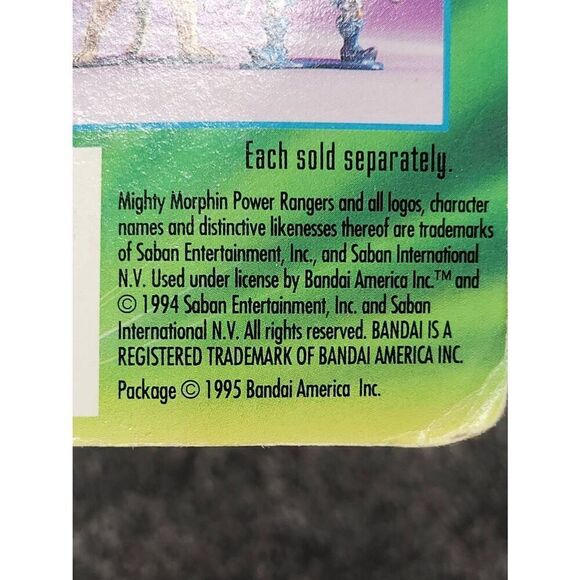 Each sold separately.
Mighty Morphin Power Rangers and all logos, character
names and distinctive likenesses thereof are trademarks
of Saban Entertainment, Inc., and Saban International
N.V. Used under license by Bandai America Inc.™ and
© 1994 Saban Entertainment, Inc. and Saban
International N.V. All rights reserved. BANDAI IS A
REGISTERED TRADEMARK OF BANDAI AMERICA INC.
Package © 1995 Bandai America Inc.